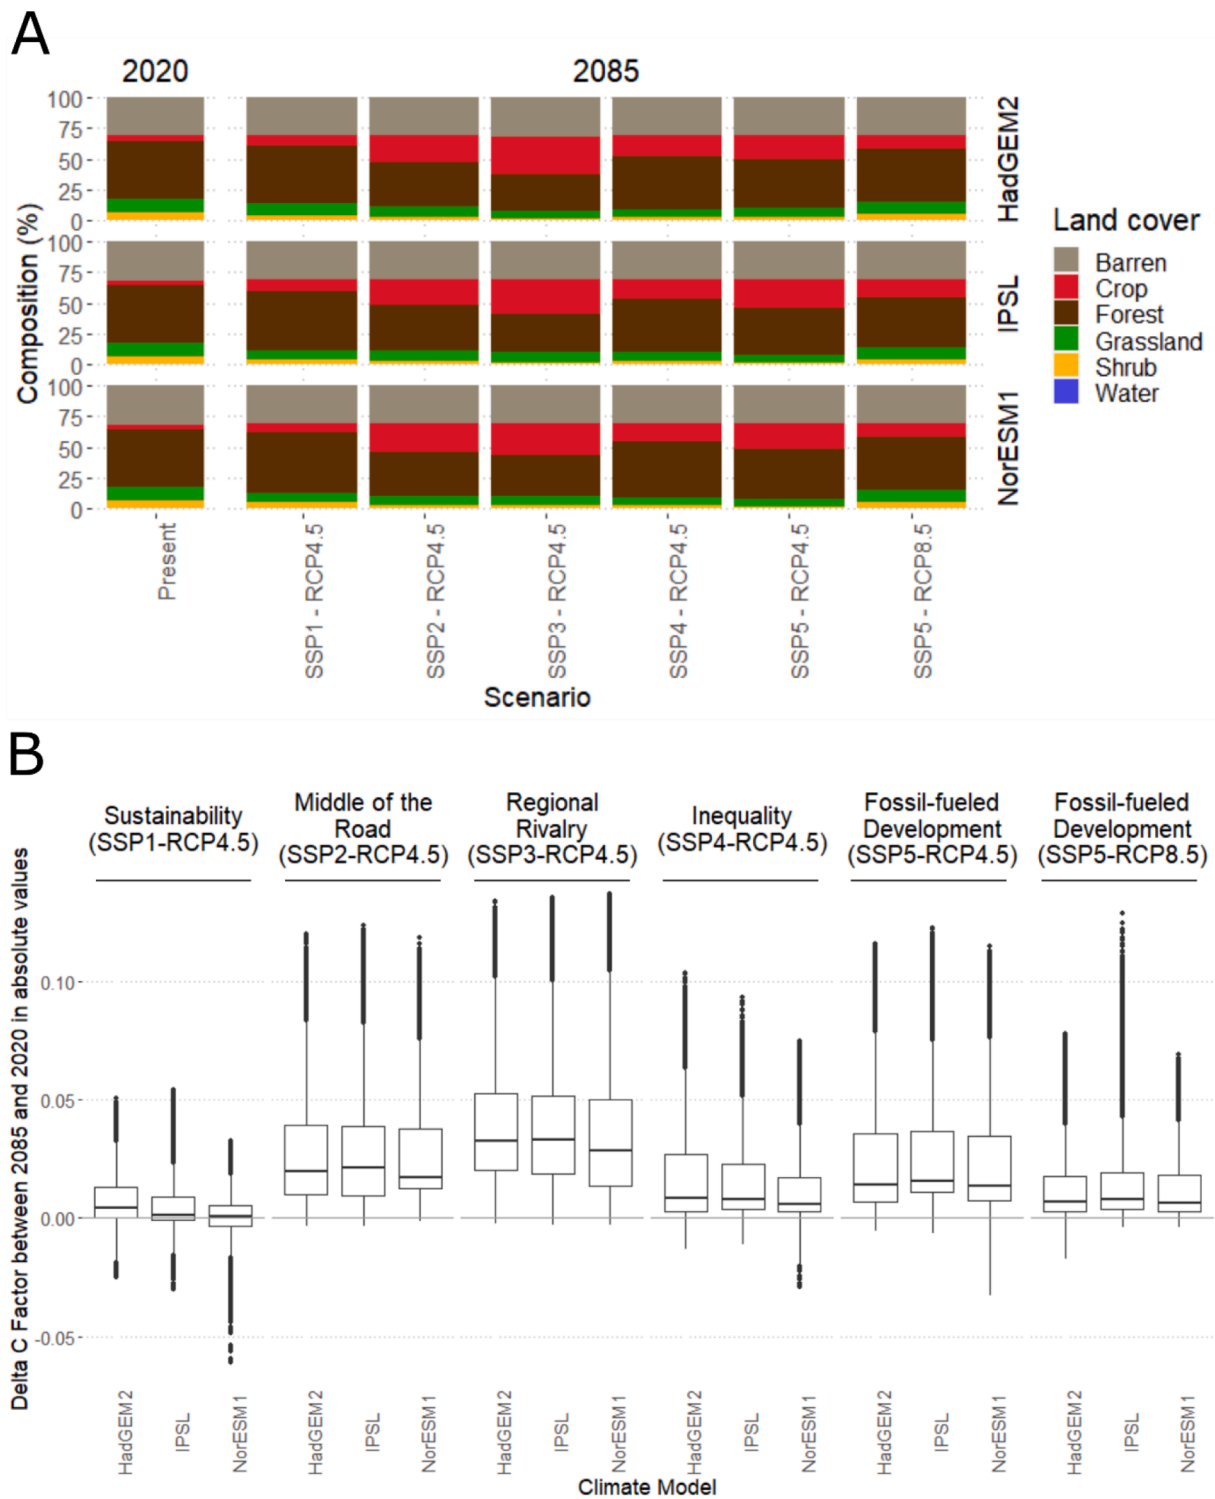 A
2020
2085
Composition (%)
100
75
50
25
0
HadGEM2
100
75
50
25
0
IPSL
100
75
50
25
0
NorESM1
Land cover
Barren
Crop
Forest
Grassland
Shrub
Water
Present
SSP1 - RCP4.5
SSP2 - RCP4.5
SSP3 - RCP4.5
SSP4 - RCP4.5
SSP5 - RCP4.5
SSP5 - RCP8.5
Scenario
B
Sustainability
(SSP1-RCP4.5)
Middle of the
Road
(SSP2-RCP4.5)
Regional
Rivalry
(SSP3-RCP4.5)
Inequality
(SSP4-RCP4.5)
Fossil-fueled
Development
(SSP5-RCP4.5)
Fossil-fueled
Development
(SSP5-RCP8.5)
Delta C Factor between 2085 and 2020 in absolute values
0.10
0.05
0.00
-0.05
HadGEM2
IPSL
NorESM1
HadGEM2
IPSL
NorESM1
HadGEM2
IPSL
NorESM1
HadGEM2
IPSL
NorESM1
HadGEM2
IPSL
NorESM1
HadGEM2
IPSL
NorESM1
Climate Model